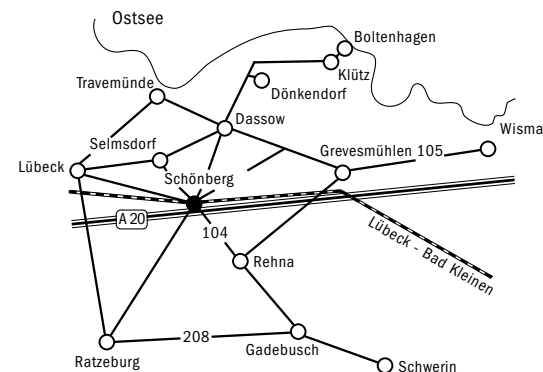 Ostsee
Boltenhagen
Klütz
Travemünde
Dönkendorf
Dassow
Wisma
Selmsdorf
Grevesmühlen 105
Lübeck
Schönberg
A 20
104
Lübeck - Bad Kleinen
Rehna
208
Gadebusch
Ratzeburg
Schwerin